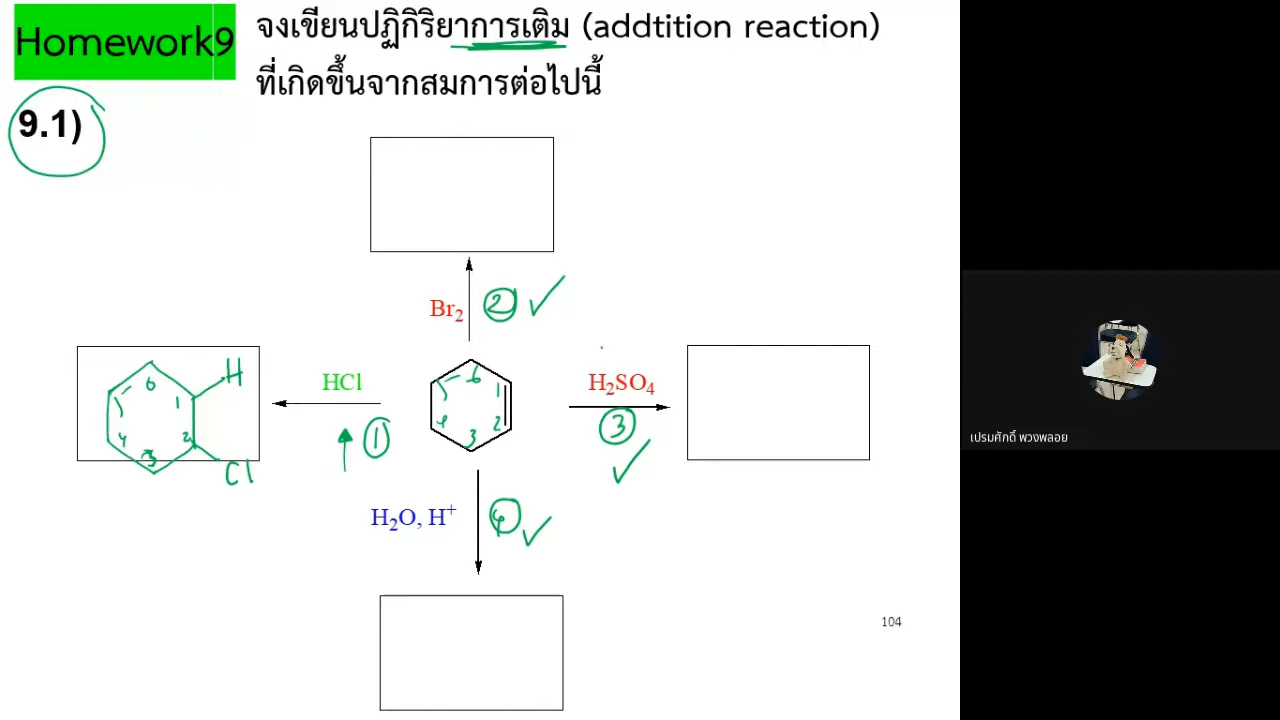 Homework9
จงเขียนปฏิกิริยาการเติม (addtition reaction)
ที่เกิดขึ้นจากสมการต่อไปนี้
9.1)
Br2 2 ✓
HCl
1
H2SO4
3 ✓
6
1
2
3
4
H
6
1
2
3
4
Cl
H2O, H+ 4 ✓
เปรมศักดิ์ พวงพลอย
104